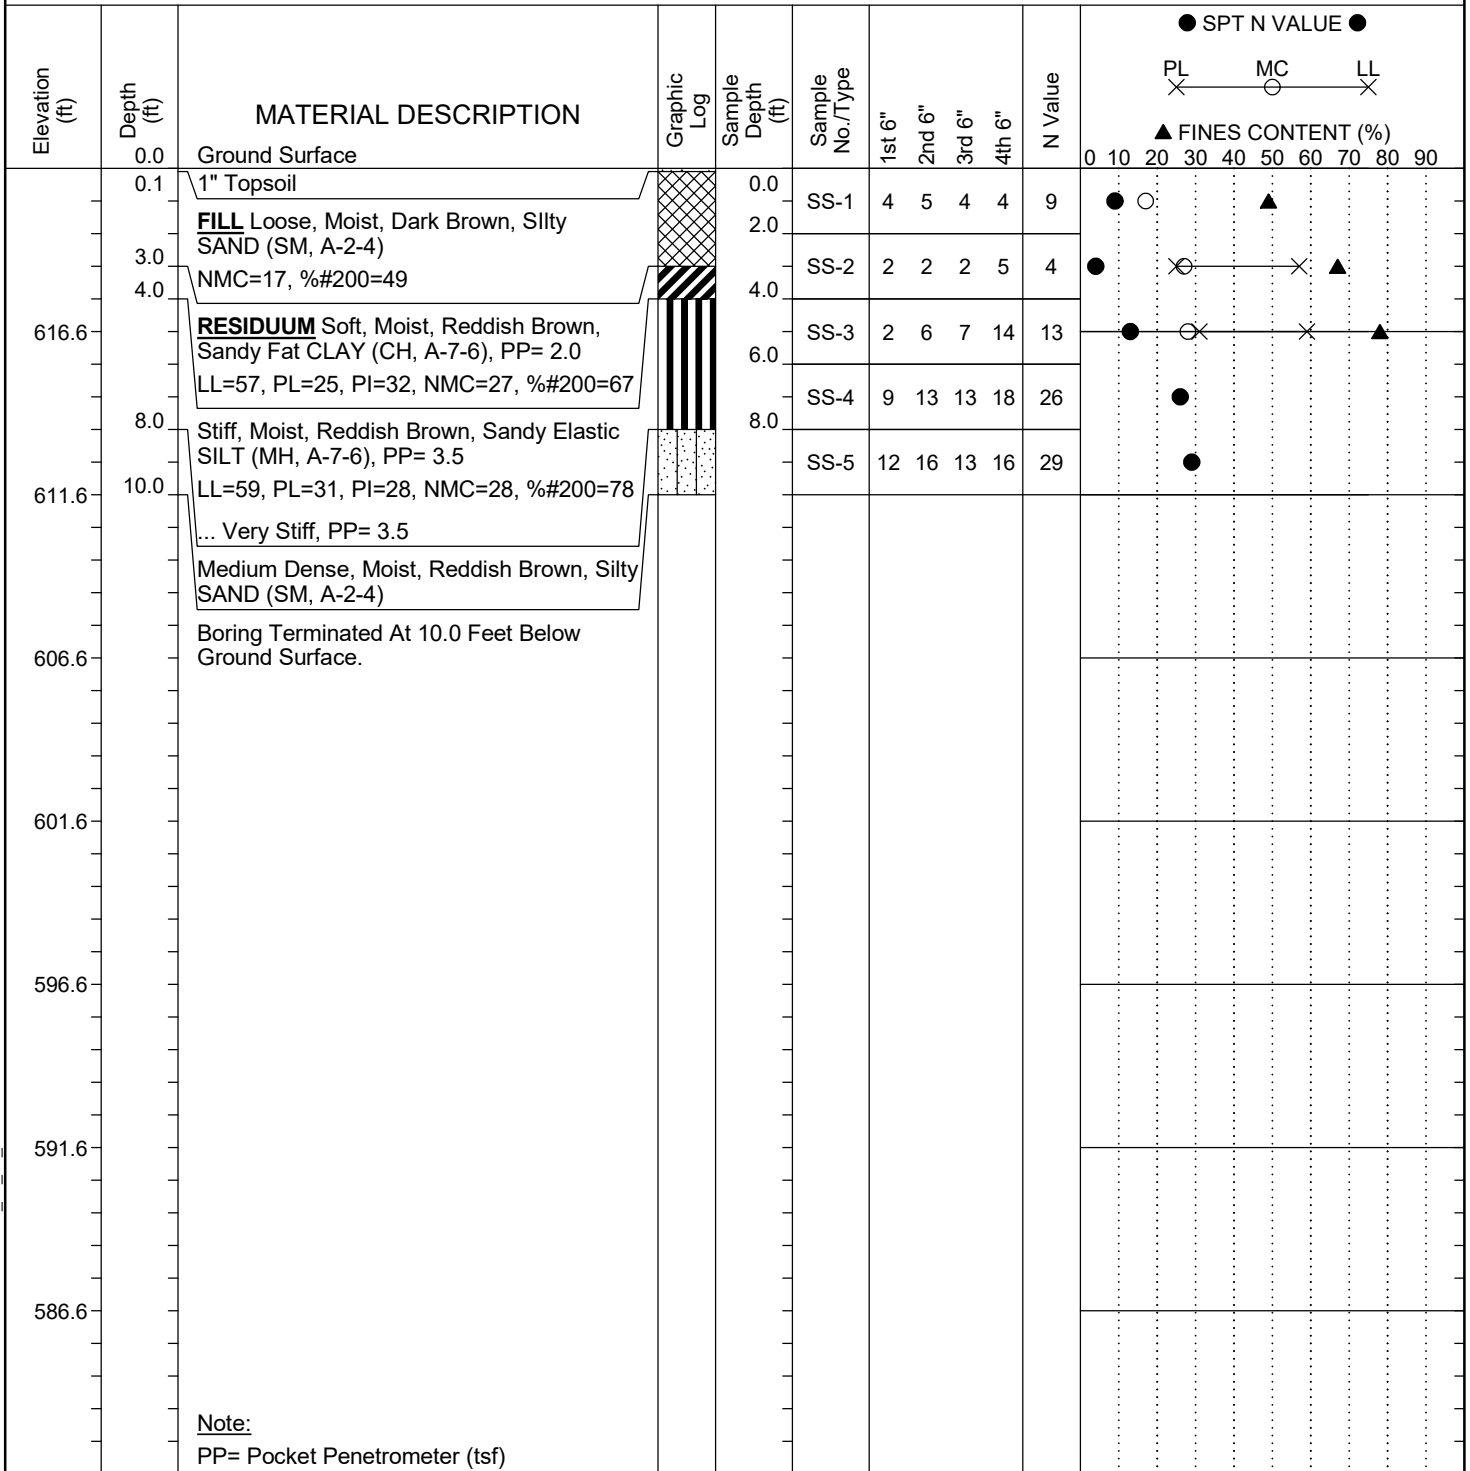 Elevation (ft)
Depth (ft)
MATERIAL DESCRIPTION
Graphic Log
Sample Depth (ft)
Sample No./Type
1st 6"
2nd 6"
3rd 6"
4th 6"
N Value
SPT N VALUE
PL MC LL
FINES CONTENT (%)
0 10 20 30 40 50 60 70 80 90
0.0 Ground Surface
0.1 1" Topsoil
FILL Loose, Moist, Dark Brown, SIlty
SAND (SM, A-2-4)
3.0
NMC=17, %#200=49
4.0
RESIDUUM Soft, Moist, Reddish Brown,
Sandy Fat CLAY (CH, A-7-6), PP= 2.0
LL=57, PL=25, PI=32, NMC=27, %#200=67
8.0
Stiff, Moist, Reddish Brown, Sandy Elastic
SILT (MH, A-7-6), PP= 3.5
10.0
LL=59, PL=31, PI=28, NMC=28, %#200=78
... Very Stiff, PP= 3.5
Medium Dense, Moist, Reddish Brown, Silty
SAND (SM, A-2-4)
Boring Terminated At 10.0 Feet Below
Ground Surface.
0.0
SS-1 4 5 4 4 9
2.0
SS-2 2 2 2 5 4
4.0
SS-3 2 6 7 14 13
6.0
SS-4 9 13 13 18 26
8.0
SS-5 12 16 13 16 29
616.6
611.6
606.6
601.6
596.6
591.6
586.6
Note:
PP= Pocket Penetrometer (tsf)